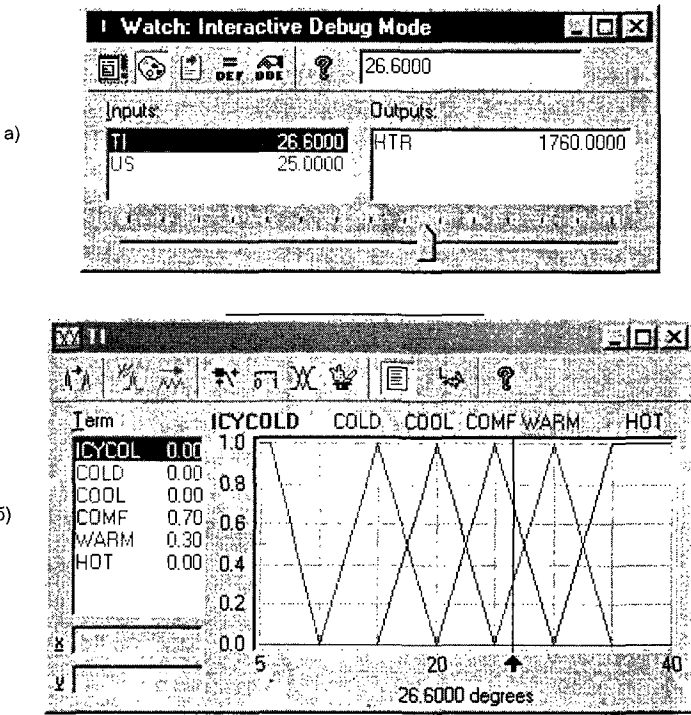 Watch: Interactive Debug Mode
DEF DDE ? 26.6000
а)
Inputs: Outputs:
TI 26.6000 HTR 1760.0000
US 25.0000
TI
Term ICYCOLD COLD COOL COMF WARM HOT
ICYCOL 0.00
COLD 0.00
COOL 0.00
COMF 0.70
WARM 0.30
HOT 0.00
1.0
0.8
0.6
0.4
0.2
0.0
б)
x
y
5 20 40
26.6000 degrees